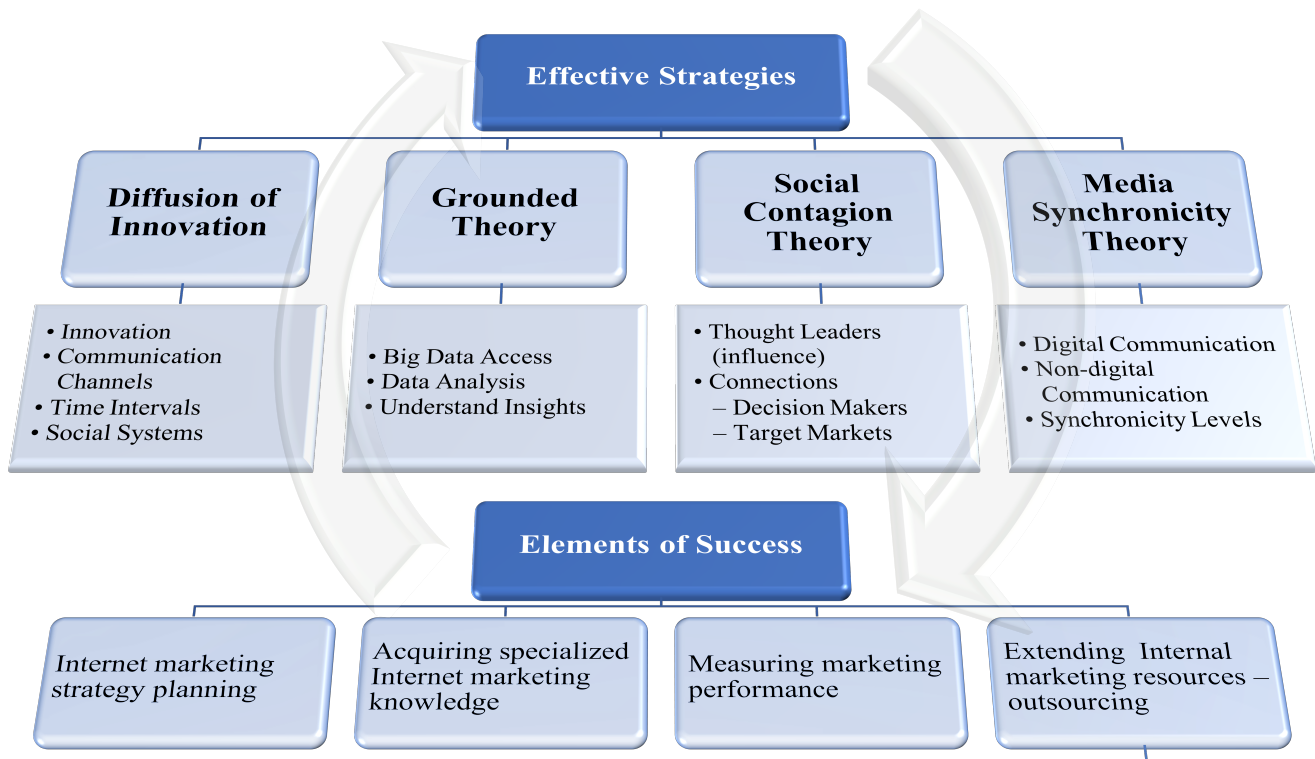 Effective Strategies
Diffusion of
Innovation
Grounded
Theory
Social
Contagion
Theory
Media
Synchronicity
Theory
• Innovation
• Communication
Channels
• Time Intervals
• Social Systems
• Big Data Access
• Data Analysis
• Understand Insights
• Thought Leaders
(influence)
• Connections
– Decision Makers
– Target Markets
• Digital Communication
• Non-digital
Communication
• Synchronicity Levels
Elements of Success
Internet marketing
strategy planning
Acquiring specialized
Internet marketing
knowledge
Measuring marketing
performance
Extending Internal
marketing resources –
outsourcing